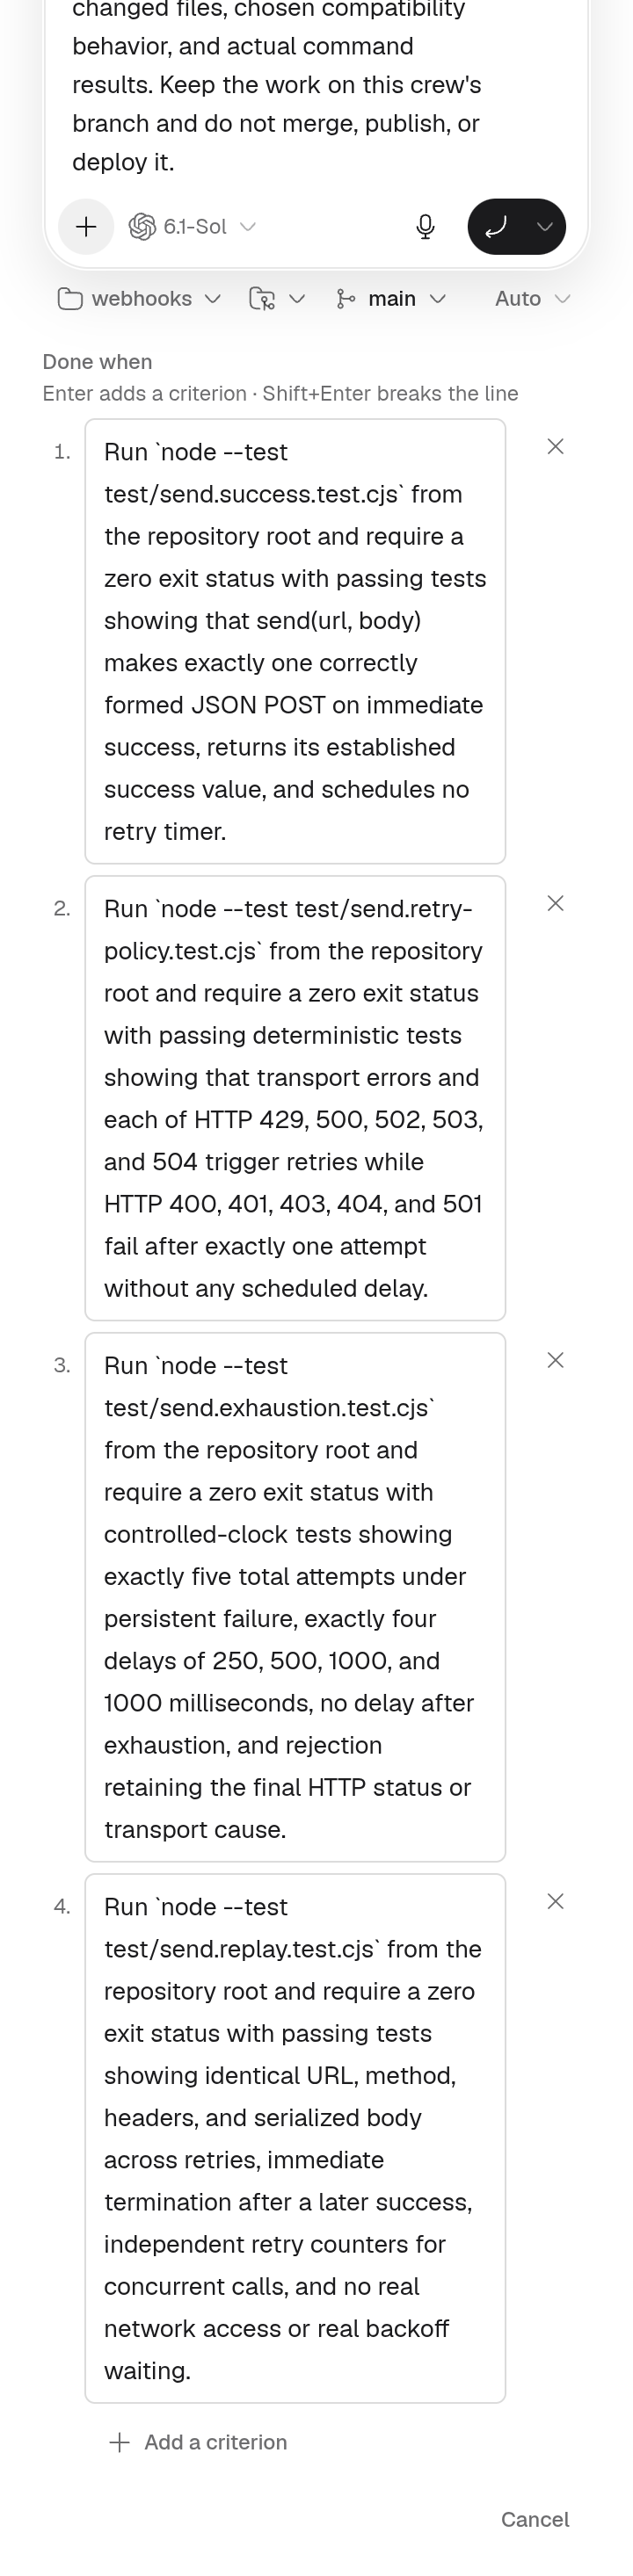 changed files, chosen compatibility
behavior, and actual command
results. Keep the work on this crew's
branch and do not merge, publish, or
deploy it.
6.1-Sol
webhooks
main
Auto
Done when
Enter adds a criterion · Shift+Enter breaks the line
1.
Run `node --test
test/send.success.test.cjs` from
the repository root and require a
zero exit status with passing tests
showing that send(url, body)
makes exactly one correctly
formed JSON POST on immediate
success, returns its established
success value, and schedules no
retry timer.
2.
Run `node --test test/send.retry-
policy.test.cjs` from the repository
root and require a zero exit status
with passing deterministic tests
showing that transport errors and
each of HTTP 429, 500, 502, 503,
and 504 trigger retries while
HTTP 400, 401, 403, 404, and 501
fail after exactly one attempt
without any scheduled delay.
3.
Run `node --test
test/send.exhaustion.test.cjs`
from the repository root and
require a zero exit status with
controlled-clock tests showing
exactly five total attempts under
persistent failure, exactly four
delays of 250, 500, 1000, and
1000 milliseconds, no delay after
exhaustion, and rejection
retaining the final HTTP status or
transport cause.
4.
Run `node --test
test/send.replay.test.cjs` from the
repository root and require a zero
exit status with passing tests
showing identical URL, method,
headers, and serialized body
across retries, immediate
termination after a later success,
independent retry counters for
concurrent calls, and no real
network access or real backoff
waiting.
Add a criterion
Cancel